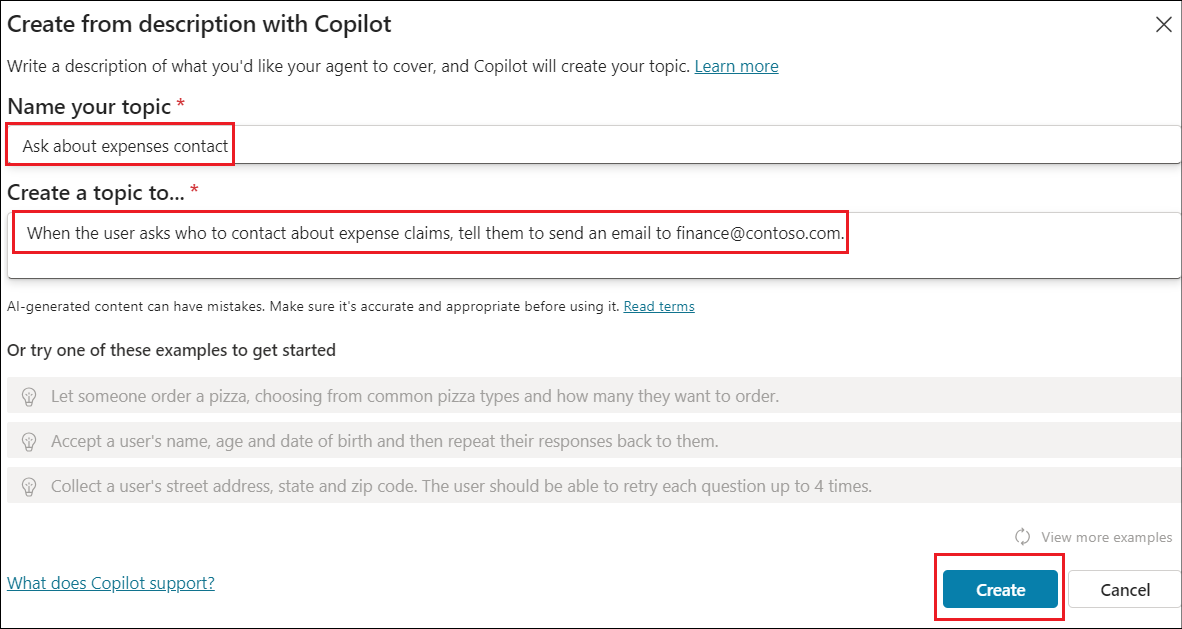 Create from description with Copilot
Write a description of what you'd like your agent to cover, and Copilot will create your topic. Learn more
Name your topic *
Ask about expenses contact
Create a topic to... *
When the user asks who to contact about expense claims, tell them to send an email to finance@contoso.com.
AI-generated content can have mistakes. Make sure it's accurate and appropriate before using it. Read terms
Or try one of these examples to get started
Let someone order a pizza, choosing from common pizza types and how many they want to order.
Accept a user's name, age and date of birth and then repeat their responses back to them.
Collect a user's street address, state and zip code. The user should be able to retry each question up to 4 times.
View more examples
What does Copilot support?
Create
Cancel